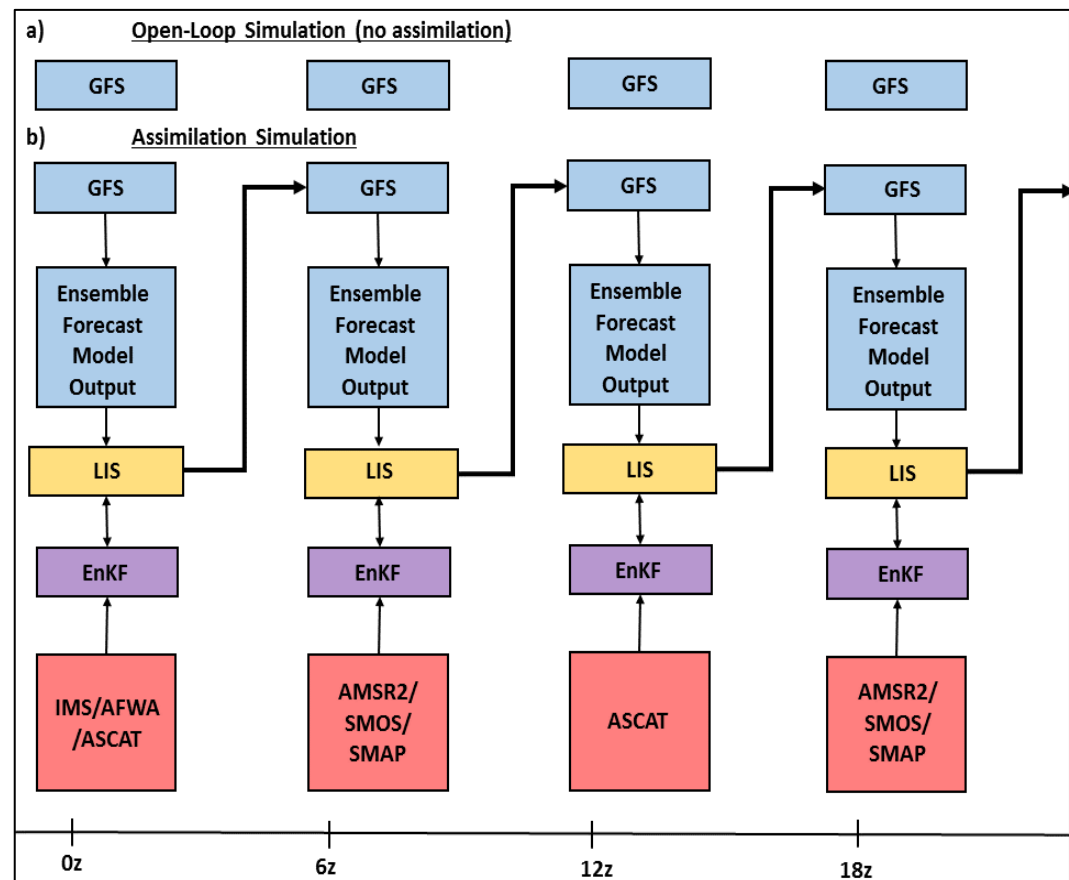 a) Open-Loop Simulation (no assimilation)
GFS GFS GFS GFS
b) Assimilation Simulation
GFS GFS GFS GFS
Ensemble
Forecast
Model
Output
Ensemble
Forecast
Model
Output
Ensemble
Forecast
Model
Output
Ensemble
Forecast
Model
Output
LIS LIS LIS LIS
EnKF EnKF EnKF EnKF
IMS/AFWA
/ASCAT
AMSR2/
SMOS/
SMAP
ASCAT
AMSR2/
SMOS/
SMAP
0z 6z 12z 18z